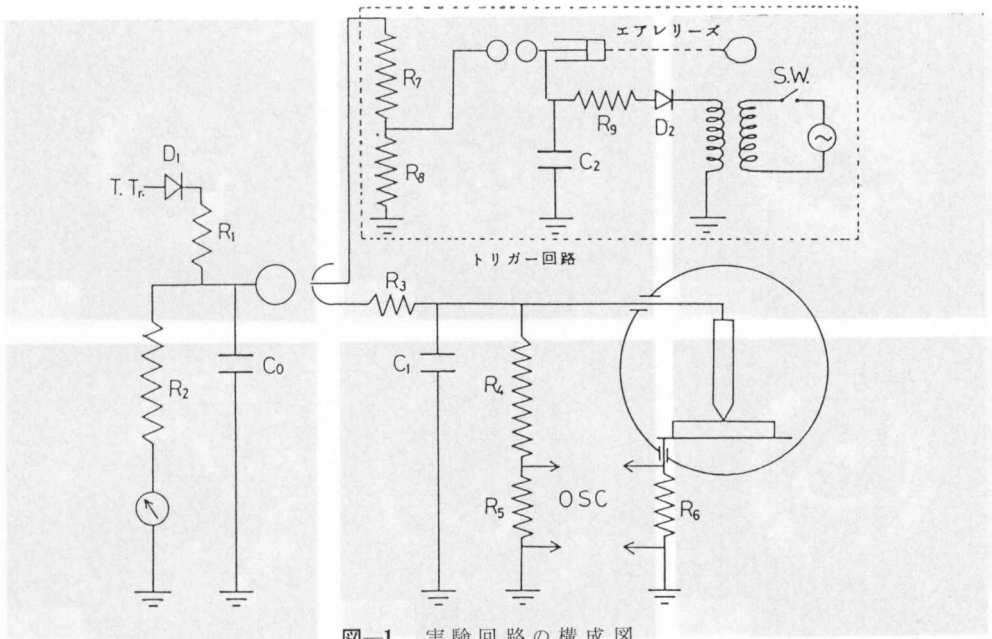 エアレリーズ
S.W.
R7
R9
D2
C2
R8
D1
T. Tr.
R1
トリガー回路
R3
C0
C1
R2
R4
R5
OSC
R6
図—1 実験回路の構成図